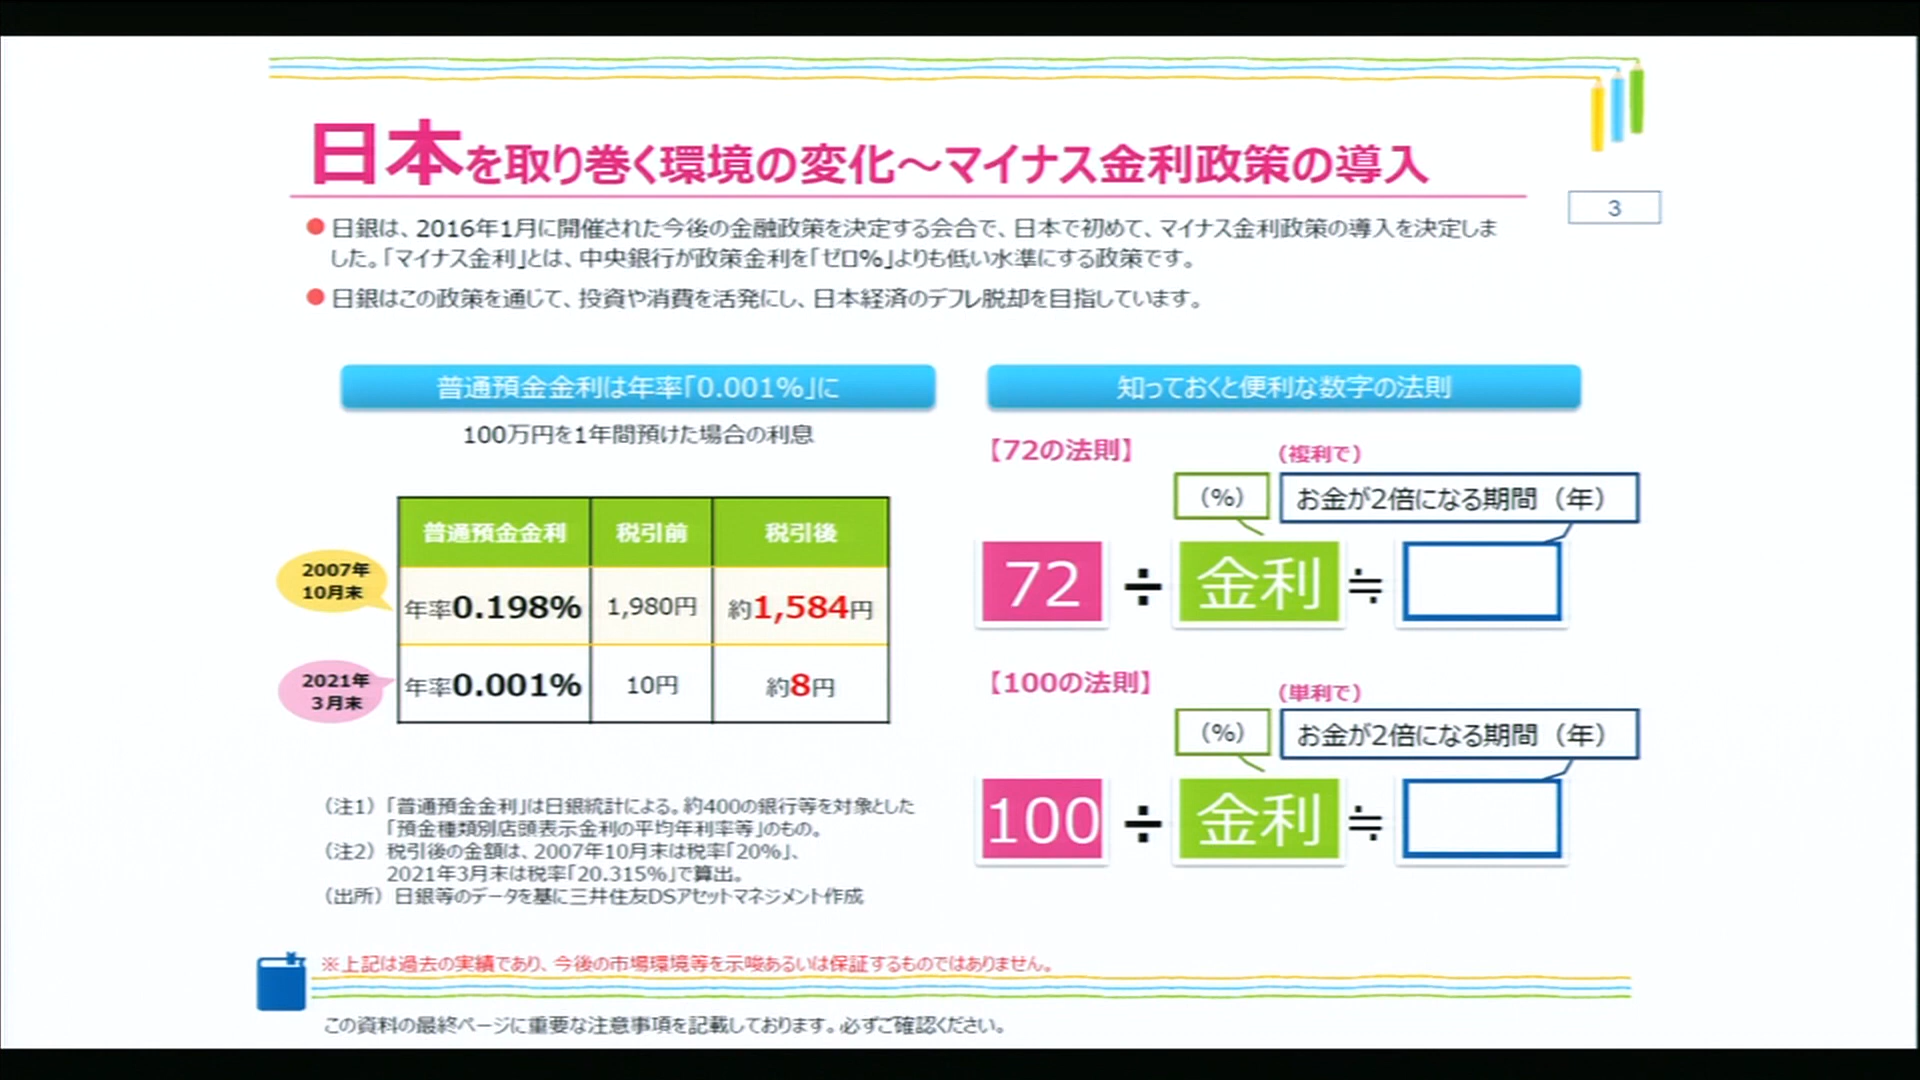 日本を取り巻く環境の変化～マイナス金利政策の導入
3
日銀は、2016年1月に開催された今後の金融政策を決定する会合で、日本で初めて、マイナス金利政策の導入を決定しま
した。「マイナス金利」とは、中央銀行が政策金利を「ゼロ%」よりも低い水準にする政策です。
日銀はこの政策を通じて、投資や消費を活発にし、日本経済のデフレ脱却を目指しています。
普通預金金利は年率「0.001%」に
100万円を1年間預けた場合の利息
普通預金金利 税引前 税引後
2007年
10月末
年率0.198% 1,980円 約1,584円
2021年
3月末
年率0.001% 10円 約8円
（注1）「普通預金金利」は日銀統計による。約400の銀行等を対象とした
「預金種類別店頭表示金利の平均年利率等」のもの。
（注2）税引後の金額は、2007年10月末は税率「20%」、
2021年3月末は税率「20.315%」で算出。
（出所）日銀等のデータを基に三井住友DSアセットマネジメント作成
知っておくと便利な数字の法則
【72の法則】
（複利で）
（%） お金が2倍になる期間（年）
72 ÷ 金利 ≒
【100の法則】
（単利で）
（%） お金が2倍になる期間（年）
100 ÷ 金利 ≒
※上記は過去の実績であり、今後の市場環境等を示唆あるいは保証するものではありません。
この資料の最終ページに重要な注意事項を記載しております。必ずご確認ください。